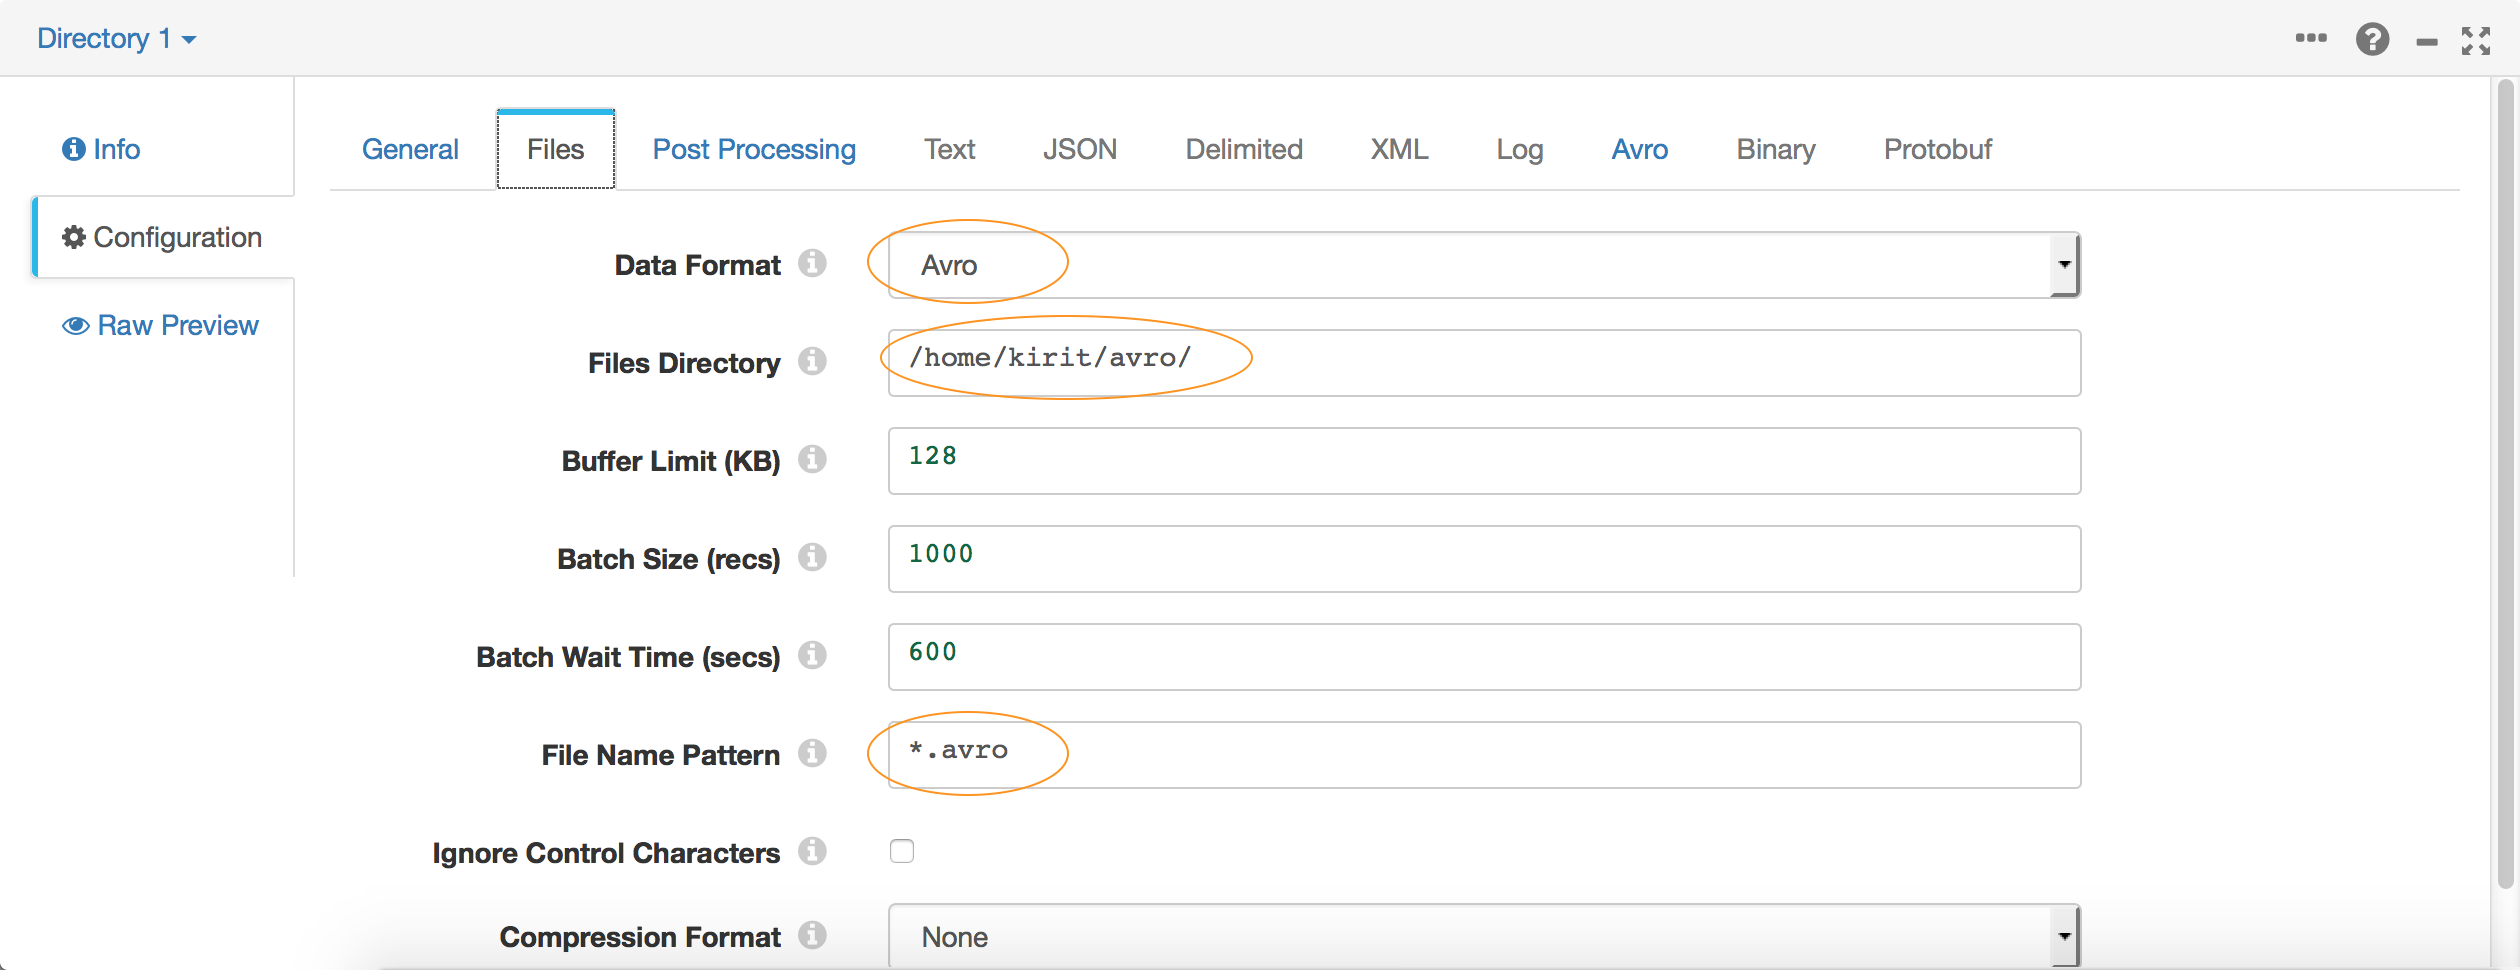 Directory 1
Info
Configuration
Raw Preview
General Files Post Processing Text JSON Delimited XML Log Avro Binary Protobuf
Data Format Avro
Files Directory /home/kirit/avro/
Buffer Limit (KB) 128
Batch Size (recs) 1000
Batch Wait Time (secs) 600
File Name Pattern *.avro
Ignore Control Characters
Compression Format None